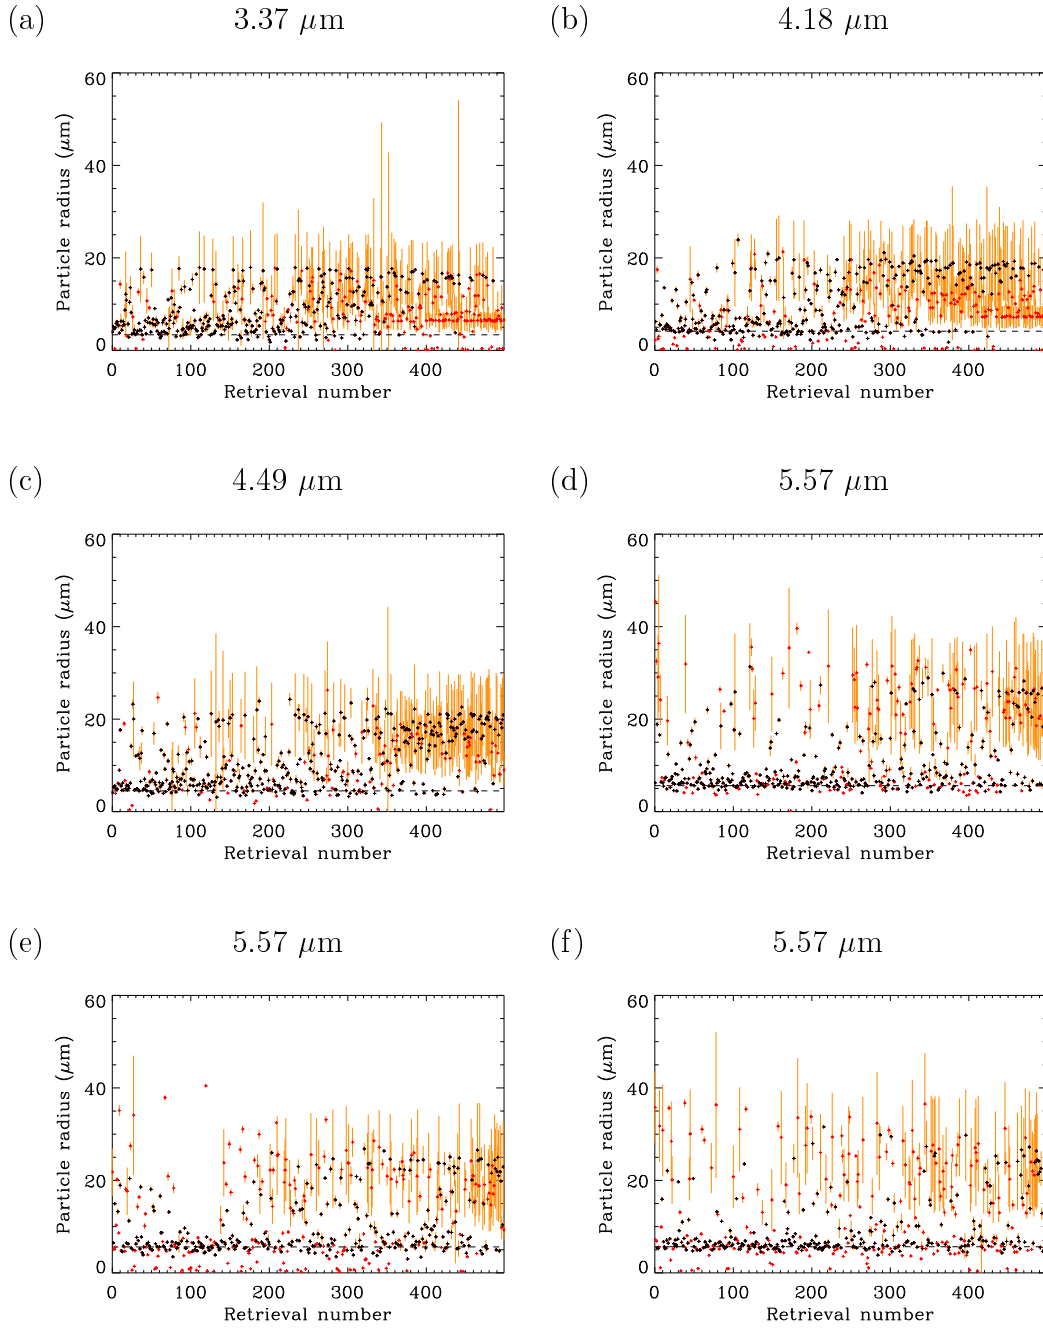 (a) 3.37 μm
(b) 4.18 μm
60
40
20
0
Particle radius (μm)
0 100 200 300 400
Retrieval number
60
40
20
0
Particle radius (μm)
0 100 200 300 400
Retrieval number
(c) 4.49 μm
(d) 5.57 μm
60
40
20
0
Particle radius (μm)
0 100 200 300 400
Retrieval number
60
40
20
0
Particle radius (μm)
0 100 200 300 400
Retrieval number
(e) 5.57 μm
(f) 5.57 μm
60
40
20
0
Particle radius (μm)
0 100 200 300 400
Retrieval number
60
40
20
0
Particle radius (μm)
0 100 200 300 400
Retrieval number